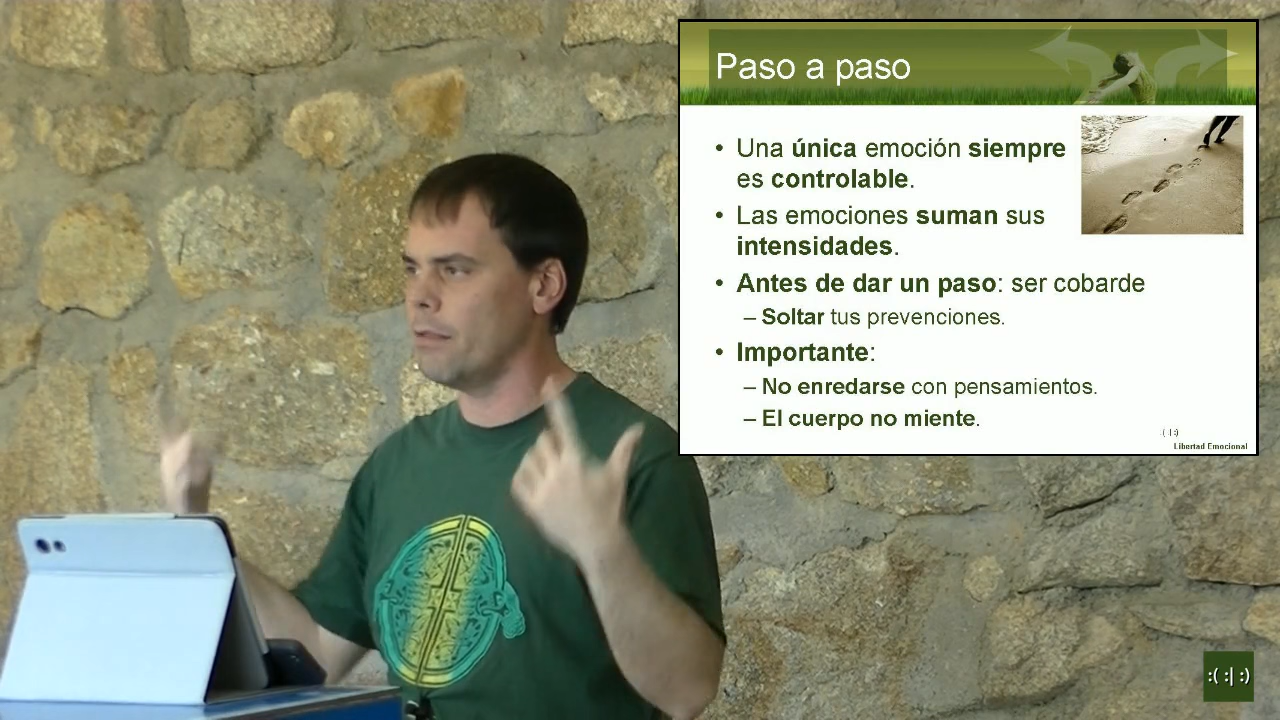 Paso a paso
• Una única emoción siempre
es controlable.
• Las emociones suman sus
intensidades.
• Antes de dar un paso: ser cobarde
– Soltar tus prevenciones.
• Importante:
– No enredarse con pensamientos.
– El cuerpo no miente.
:(.:|:)
Libertad Emocional
:( :| :)